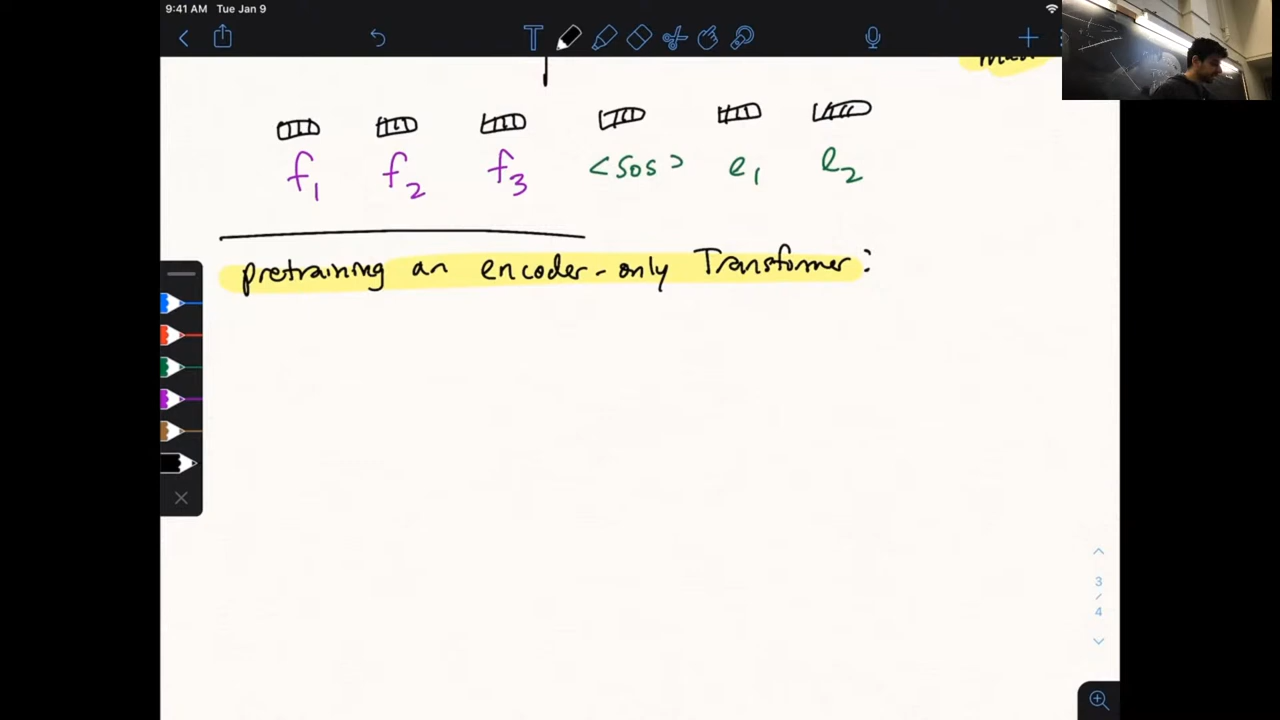 9:41 AM Tue Jan 9
f1 f2 f3 <sos> e1 e2
pretraining an encoder-only Transformer:
3
/
4